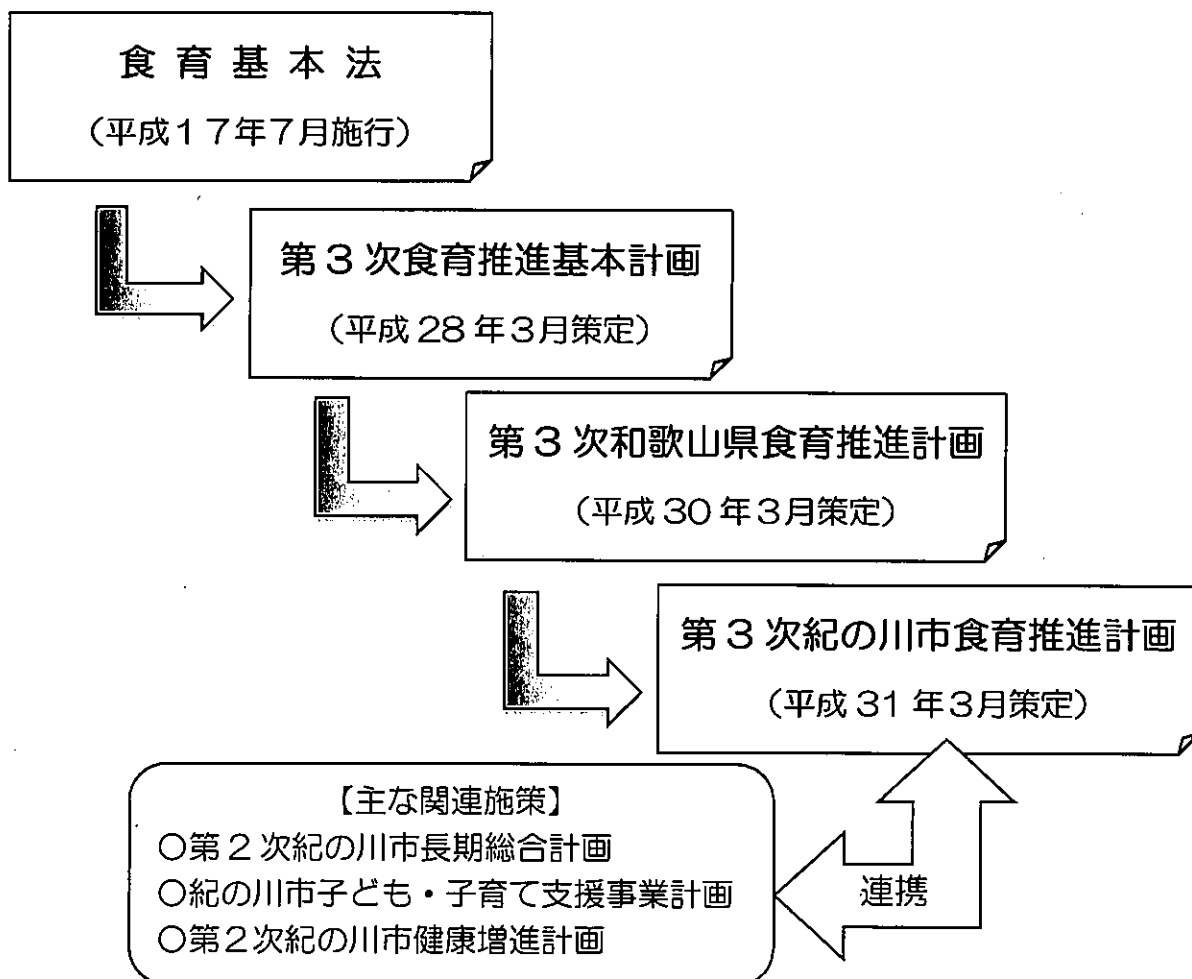 食育基本法
（平成17年7月施行）
第3次食育推進基本計画
（平成28年3月策定）
第3次和歌山県食育推進計画
（平成30年3月策定）
第3次紀の川市食育推進計画
（平成31年3月策定）
【主な関連施策】
○第2次紀の川市長期総合計画
○紀の川市子ども・子育て支援事業計画
○第2次紀の川市健康増進計画
連携